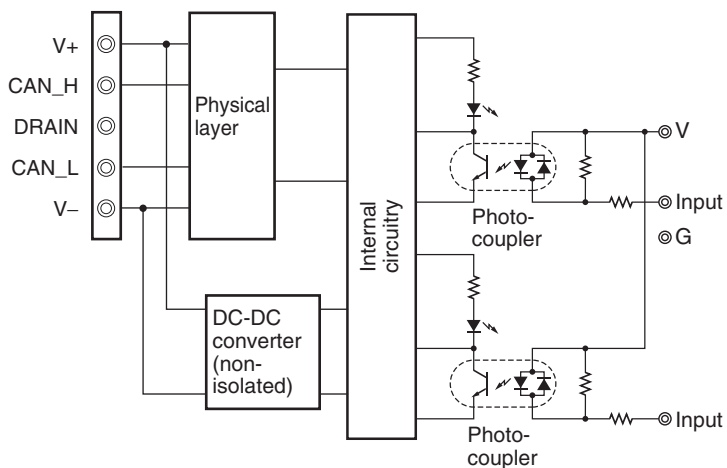 V+
CAN_H
DRAIN
CAN_L
V–
Physical
layer
DC-DC
converter
(non-
isolated)
Internal
circuitry
Photo-
coupler
V
Input
G
Photo-
coupler
Input